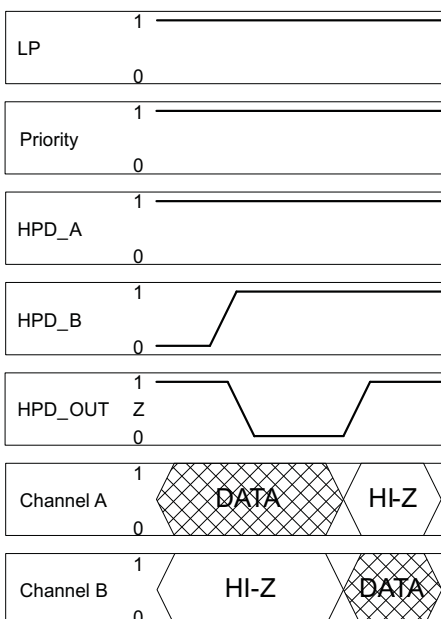 1
LP
0
1
Priority
0
1
HPD_A
0
1
HPD_B
0
1
HPD_OUT Z
0
1
Channel A DATA HI-Z
0
1
Channel B HI-Z DATA
0